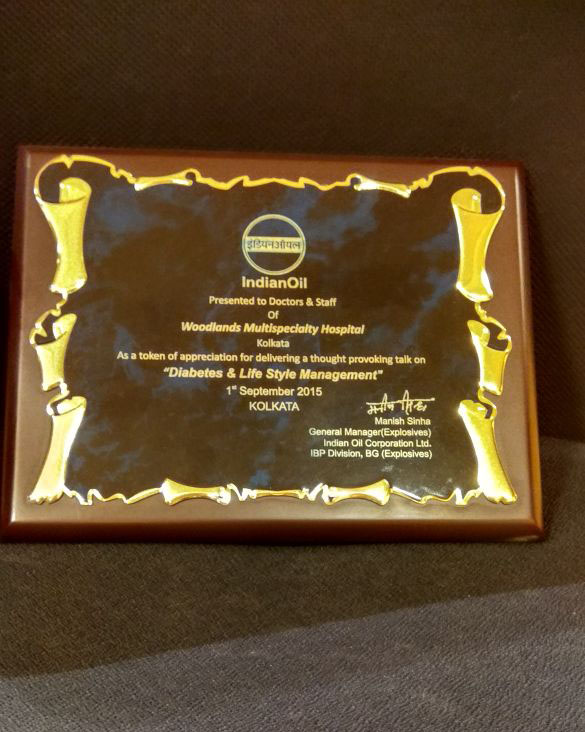 इंडियनऑयल
IndianOil
Presented to Doctors & Staff
Of
Woodlands Multispecialty Hospital
Kolkata
As a token of appreciation for delivering a thought provoking talk on
"Diabetes & Life Style Management"
1st September 2015
KOLKATA
मनीष सिन्हा
Manish Sinha
General Manager(Explosives)
Indian Oil Corporation Ltd.
IBP Division, BG (Explosives)